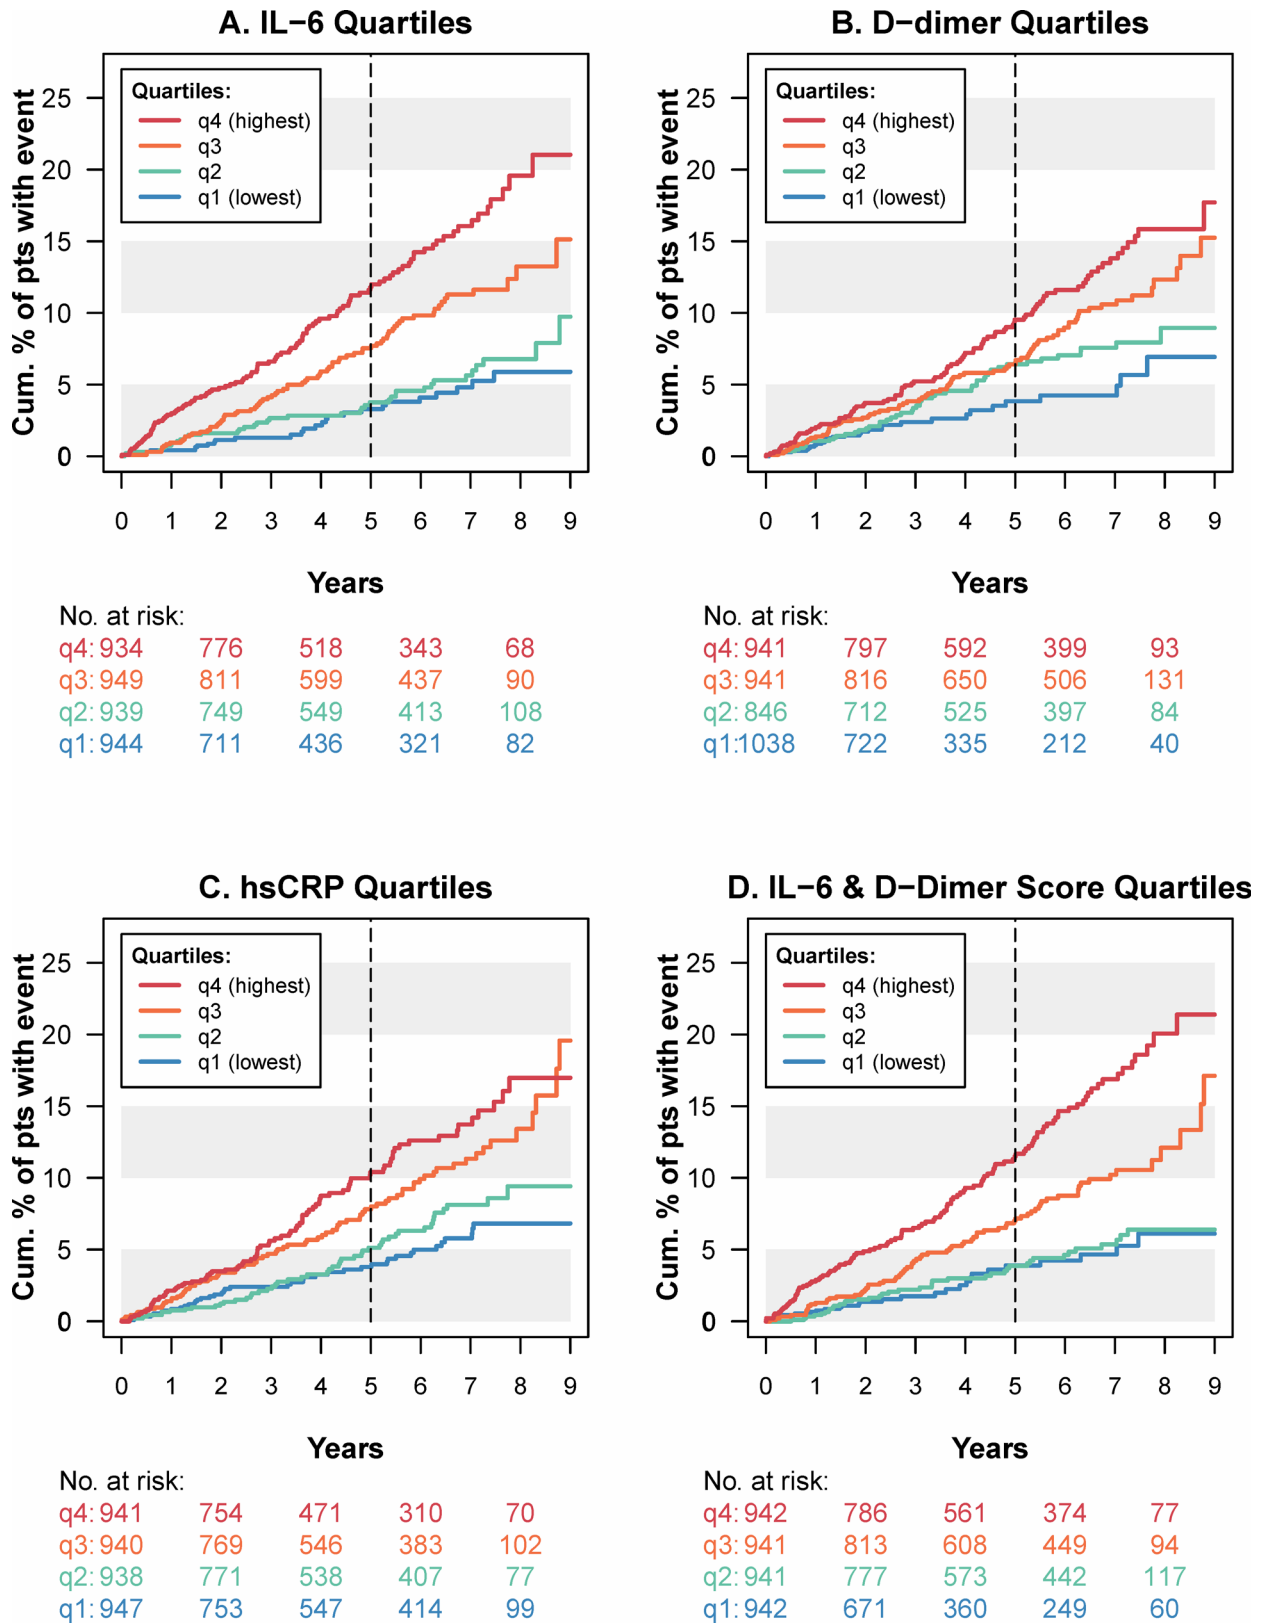 A. IL−6 Quartiles
Cum. % of pts with event
25
20
15
10
5
0
Quartiles:
q4 (highest)
q3
q2
q1 (lowest)
0 1 2 3 4 5 6 7 8 9
Years
No. at risk:
q4: 934 776 518 343 68
q3: 949 811 599 437 90
q2: 939 749 549 413 108
q1: 944 711 436 321 82
B. D−dimer Quartiles
Cum. % of pts with event
25
20
15
10
5
0
Quartiles:
q4 (highest)
q3
q2
q1 (lowest)
0 1 2 3 4 5 6 7 8 9
Years
No. at risk:
q4: 941 797 592 399 93
q3: 941 816 650 506 131
q2: 846 712 525 397 84
q1:1038 722 335 212 40
C. hsCRP Quartiles
Cum. % of pts with event
25
20
15
10
5
0
Quartiles:
q4 (highest)
q3
q2
q1 (lowest)
0 1 2 3 4 5 6 7 8 9
Years
No. at risk:
q4: 941 754 471 310 70
q3: 940 769 546 383 102
q2: 938 771 538 407 77
q1: 947 753 547 414 99
D. IL−6 & D−Dimer Score Quartiles
Cum. % of pts with event
25
20
15
10
5
0
Quartiles:
q4 (highest)
q3
q2
q1 (lowest)
0 1 2 3 4 5 6 7 8 9
Years
No. at risk:
q4: 942 786 561 374 77
q3: 941 813 608 449 94
q2: 941 777 573 442 117
q1: 942 671 360 249 60